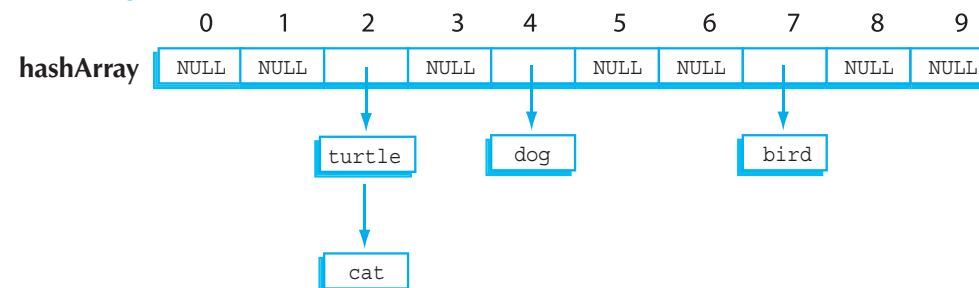 0 1 2 3 4 5 6 7 8 9
hashArray NULL NULL NULL NULL NULL NULL NULL
turtle dog bird
cat